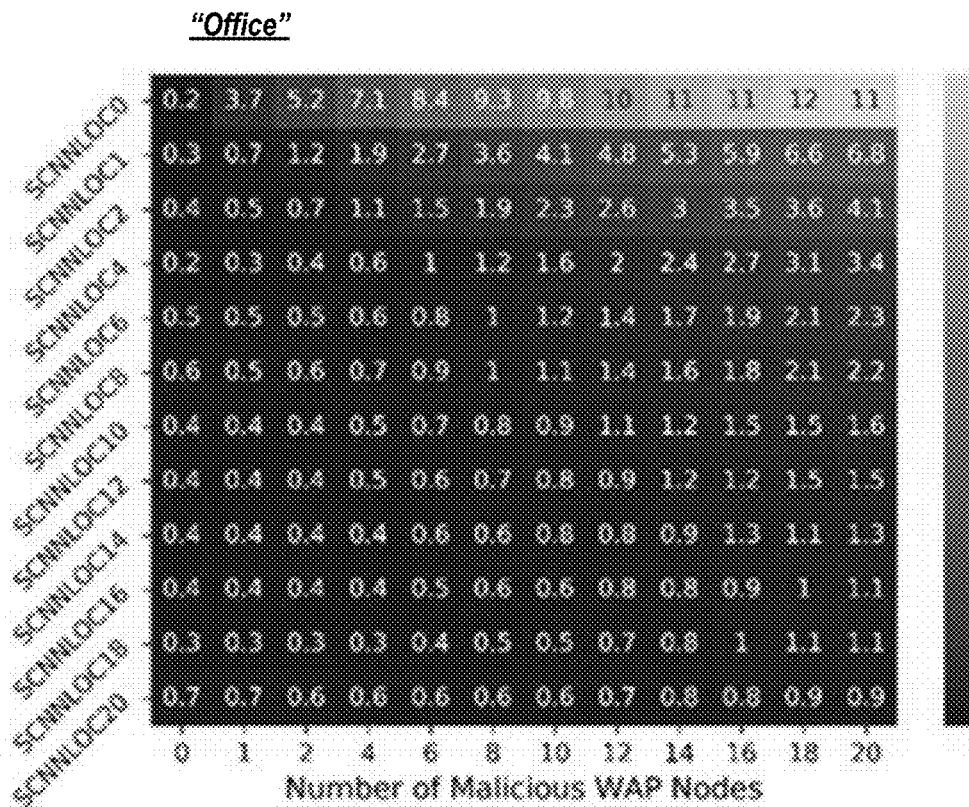 “Office”
SCNNLOC0 0.2 3.7 5.2 7.1 8.4 9.3 9.8 10 11 11 12 11
SCNNLOC1 0.3 0.7 1.2 1.9 2.7 3.6 4.1 4.8 5.3 5.9 6.6 6.8
SCNNLOC2 0.4 0.5 0.7 1.1 1.5 1.9 2.3 2.6 3 3.5 3.6 4.1
SCNNLOC4 0.2 0.3 0.4 0.6 1 1.2 1.6 2 2.4 2.7 3.1 3.4
SCNNLOC6 0.5 0.5 0.5 0.6 0.8 1 1.2 1.4 1.7 1.9 2.1 2.3
SCNNLOC8 0.6 0.5 0.6 0.7 0.9 1 1.1 1.4 1.6 1.8 2.1 2.2
SCNNLOC10 0.4 0.4 0.4 0.5 0.7 0.8 0.9 1.1 1.2 1.5 1.5 1.6
SCNNLOC12 0.4 0.4 0.4 0.5 0.6 0.7 0.8 0.9 1.2 1.2 1.5 1.5
SCNNLOC14 0.4 0.4 0.4 0.4 0.6 0.6 0.8 0.8 0.9 1.3 1.1 1.3
SCNNLOC16 0.4 0.4 0.4 0.4 0.5 0.6 0.6 0.8 0.8 0.9 1 1.1
SCNNLOC18 0.3 0.3 0.3 0.3 0.4 0.5 0.5 0.7 0.8 1 1.1 1.1
SCNNLOC20 0.7 0.7 0.6 0.6 0.6 0.6 0.6 0.7 0.8 0.8 0.9 0.9
0 1 2 4 6 8 10 12 14 16 18 20
Number of Malicious WAP Nodes